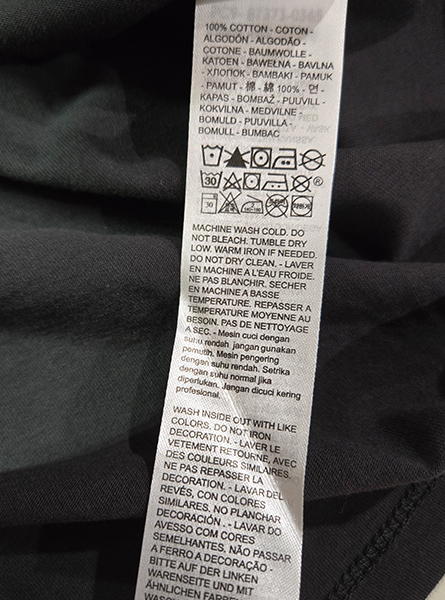 100% COTTON - COTON -
ALGODÓN - ALGODÃO -
COTONE - BAUMWOLLE -
KATOEN - BAWEŁNA - BAVLNA
- ХЛОПОК - BAMBAKI - PAMUK
- PAMUT - 棉 - 綿 100% - 면 -
KAPAS - BOMBAŽ - PUUVILL -
KOKVILNA - MEDVILNE -
BOMULD - PUUVILLA -
BOMULL - BUMBAC
30
30
MACHINE WASH COLD. DO
NOT BLEACH. TUMBLE DRY
LOW. WARM IRON IF NEEDED.
DO NOT DRY CLEAN. - LAVER
EN MACHINE A L'EAU FROIDE.
NE PAS BLANCHIR. SECHER
EN MACHINE A BASSE
TEMPERATURE. REPASSER A
TEMPERATURE MOYENNE AU
BESOIN. PAS DE NETTOYAGE
A SEC. - Mesin cuci dengan
suhu rendah. jangan gunakan
pemutih. Mesin pengering
dengan suhu rendah. Setrika
dengan suhu normal jika
diperlukan. Jangan dicuci kering
profesional.
WASH INSIDE OUT WITH LIKE
COLORS. DO NOT IRON
DECORATION. - LAVER LE
VETEMENT RETOURNE, AVEC
DES COULEURS SIMILAIRES.
NE PAS REPASSER LA
DECORATION. - LAVAR DEL
REVÉS, CON COLORES
SIMILARES, NO PLANCHAR
DECORACIÓN. - LAVAR DO
AVESSO COM CORES
SEMELHANTES, NÃO PASSAR
A FERRO A DECORAÇÃO -
BITTE AUF DER LINKEN
WARENSEITE UND MIT
ÄHNLICHEN FARBEN